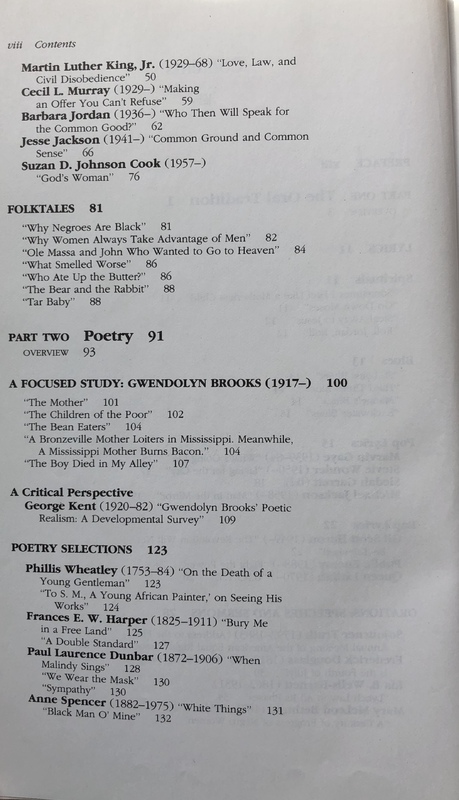 viii Contents
Martin Luther King, Jr. (1929–68) "Love, Law, and
Civil Disobedience" 50
Cecil L. Murray (1929–) "Making
an Offer You Can't Refuse" 59
Barbara Jordan (1936–) "Who Then Will Speak for
the Common Good?" 62
Jesse Jackson (1941–) "Common Ground and Common
Sense" 66
Suzan D. Johnson Cook (1957–)
"God's Woman" 76
FOLKTALES 81
"Why Negroes Are Black" 81
"Why Women Always Take Advantage of Men" 82
"Ole Massa and John Who Wanted to Go to Heaven" 84
"What Smelled Worse" 86
"Who Ate Up the Butter?" 86
"The Bear and the Rabbit" 88
"Tar Baby" 88
PART TWO Poetry 91
OVERVIEW 93
A FOCUSED STUDY: GWENDOLYN BROOKS (1917–) 100
"The Mother" 101
"The Children of the Poor" 102
"The Bean Eaters" 104
"A Bronzeville Mother Loiters in Mississippi. Meanwhile,
A Mississippi Mother Burns Bacon." 104
"The Boy Died in My Alley" 107
A Critical Perspective
George Kent (1920–82) "Gwendolyn Brooks' Poetic
Realism: A Developmental Survey" 109
POETRY SELECTIONS 123
Phillis Wheatley (1753–84) "On the Death of a
Young Gentleman" 123
"To S. M., A Young African Painter,' on Seeing His
Works" 124
Frances E. W. Harper (1825–1911) "Bury Me
in a Free Land" 125
"A Double Standard" 127
Paul Laurence Dunbar (1872–1906) "When
Malindy Sings" 128
"We Wear the Mask" 130
"Sympathy" 130
Anne Spencer (1882–1975) "White Things" 131
"Black Man O' Mine" 132